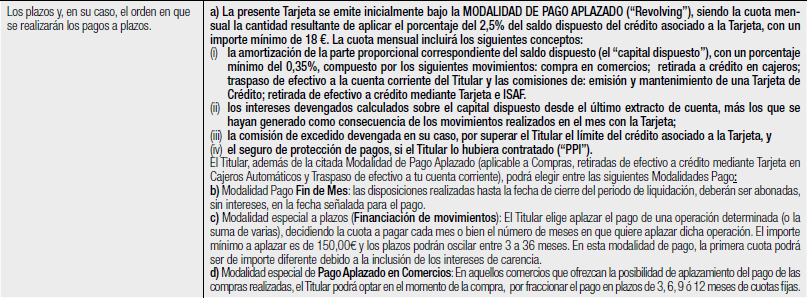 Los plazos y, en su caso, el orden en que
se realizarán los pagos a plazos.
a) La presente Tarjeta se emite inicialmente bajo la MODALIDAD DE PAGO APLAZADO (“Revolving”), siendo la cuota men-
sual la cantidad resultante de aplicar el porcentaje del 2,5% del saldo dispuesto del crédito asociado a la Tarjeta, con un
importe mínimo de 18 €. La cuota mensual incluirá los siguientes conceptos:
(i) la amortización de la parte proporcional correspondiente del saldo dispuesto (el “capital dispuesto”), con un porcentaje
mínimo del 0,35%, compuesto por los siguientes movimientos: compra en comercios; retirada a crédito en cajeros;
traspaso de efectivo a la cuenta corriente del Titular y las comisiones de: emisión y mantenimiento de una Tarjeta de
Crédito; retirada de efectivo a crédito mediante Tarjeta e ISAF.
(ii) los intereses devengados calculados sobre el capital dispuesto desde el último extracto de cuenta, más los que se
hayan generado como consecuencia de los movimientos realizados en el mes con la Tarjeta;
(iii) la comisión de excedido devengada en su caso, por superar el Titular el límite del crédito asociado a la Tarjeta, y
(iv) el seguro de protección de pagos, si el Titular lo hubiera contratado (“PPI”).
El Titular, además de la citada Modalidad de Pago Aplazado (aplicable a Compras, retiradas de efectivo a crédito mediante Tarjeta en
Cajeros Automáticos y Traspaso de efectivo a tu cuenta corriente), podrá elegir entre las siguientes Modalidades Pago:
b) Modalidad Pago Fin de Mes: las disposiciones realizadas hasta la fecha de cierre del periodo de liquidación, deberán ser abonadas,
sin intereses, en la fecha señalada para el pago.
c) Modalidad especial a plazos (Financiación de movimientos): El Titular elige aplazar el pago de una operación determinada (o la
suma de varias), decidiendo la cuota a pagar cada mes o bien el número de meses en que quiere aplazar dicha operación. El importe
mínimo a aplazar es de 150,00€ y los plazos podrán oscilar entre 3 a 36 meses. En esta modalidad de pago, la primera cuota podrá
ser de importe diferente debido a la inclusión de los intereses de carencia.
d) Modalidad especial de Pago Aplazado en Comercios: En aquellos comercios que ofrezcan la posibilidad de aplazamiento del pago de las
compras realizadas, el Titular podrá optar en el momento de la compra, por fraccionar el pago en plazos de 3, 6, 9 ó 12 meses de cuotas fijas.